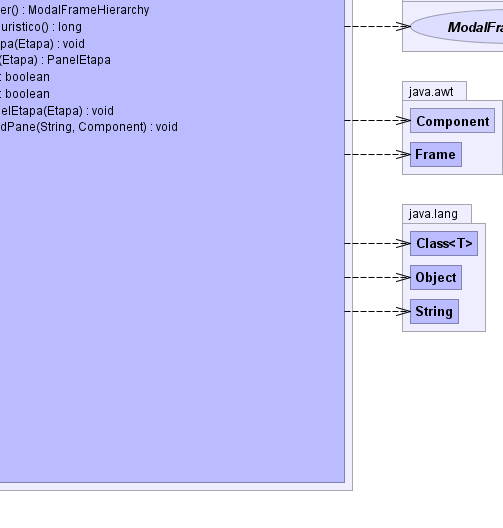 er() : ModalFrameHierarchy
uristico() : long
pa(Etapa) : void
(Etapa) : PanelEtapa
: boolean
: boolean
elEtapa(Etapa) : void
dPane(String, Component) : void
ModalFra
java.awt
Component
Frame
java.lang
Class<T>
Object
String